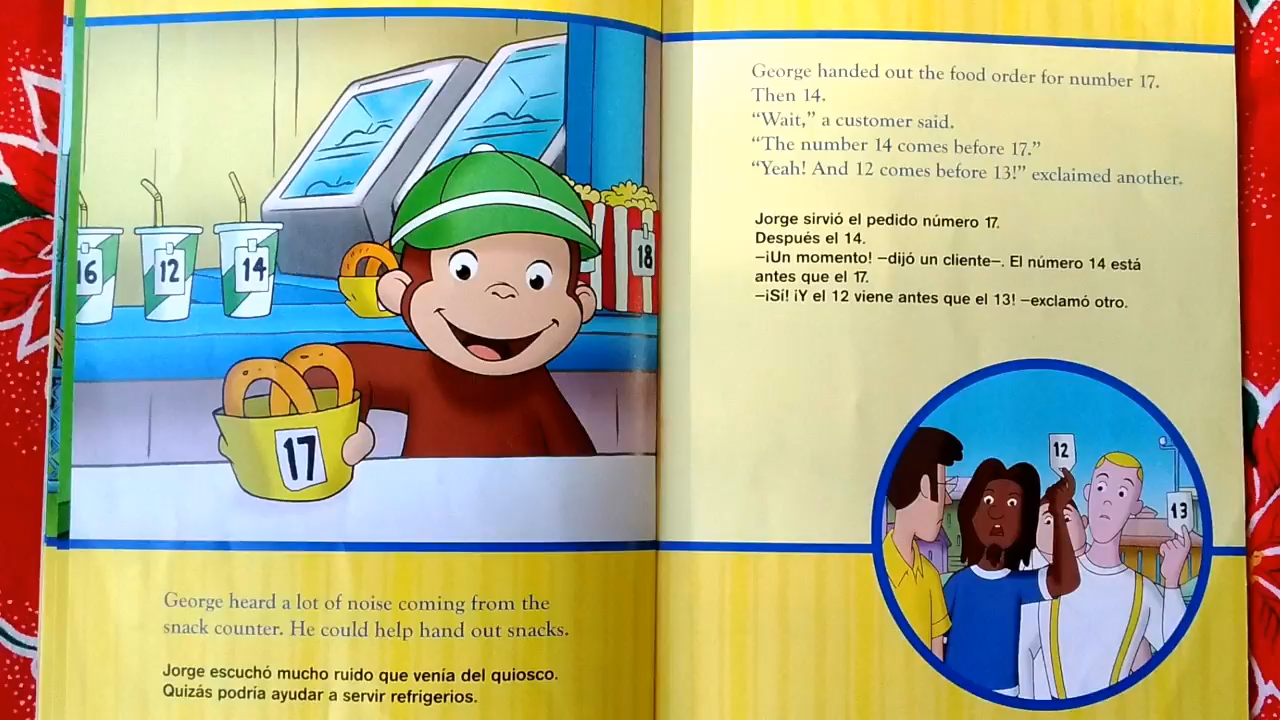 16
12
14
18
17
George heard a lot of noise coming from the
snack counter. He could help hand out snacks.
Jorge escuchó mucho ruido que venía del quiosco.
Quizás podría ayudar a servir refrigerios.
George handed out the food order for number 17.
Then 14.
“Wait,” a customer said.
“The number 14 comes before 17.”
“Yeah! And 12 comes before 13!” exclaimed another.
Jorge sirvió el pedido número 17.
Después el 14.
–¡Un momento! –dijó un cliente–. El número 14 está
antes que el 17.
–¡Sí! ¡Y el 12 viene antes que el 13! –exclamó otro.
12
13